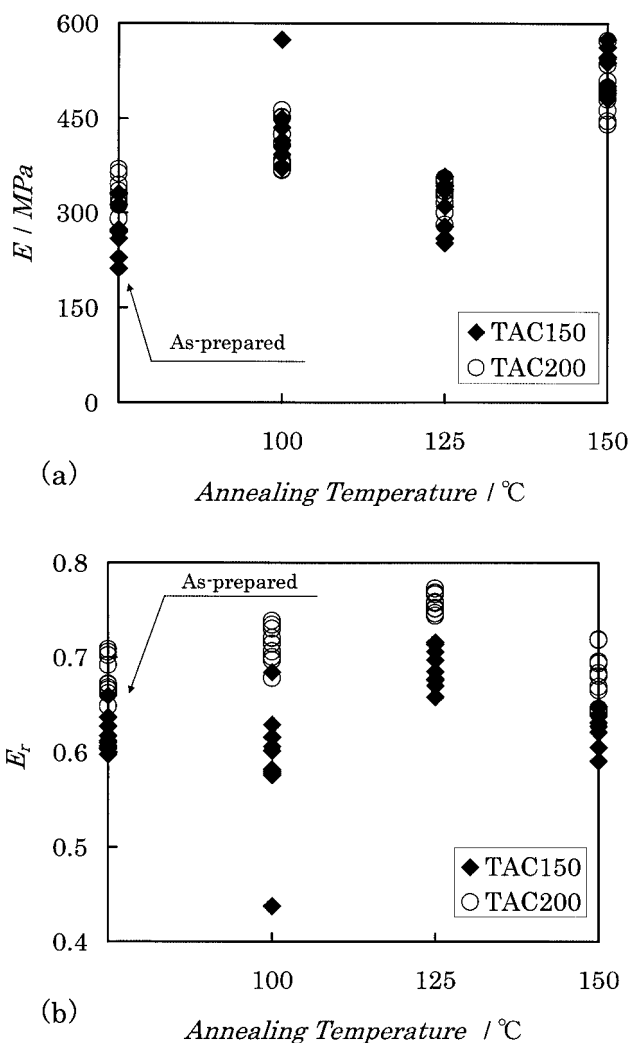 600
450
300
150
0
E / MPa
As-prepared
TAC150
TAC200
100 125 150
(a)
Annealing Temperature / ℃
0.8
0.7
0.6
0.5
0.4
E_r
As-prepared
TAC150
TAC200
100 125 150
(b)
Annealing Temperature / ℃